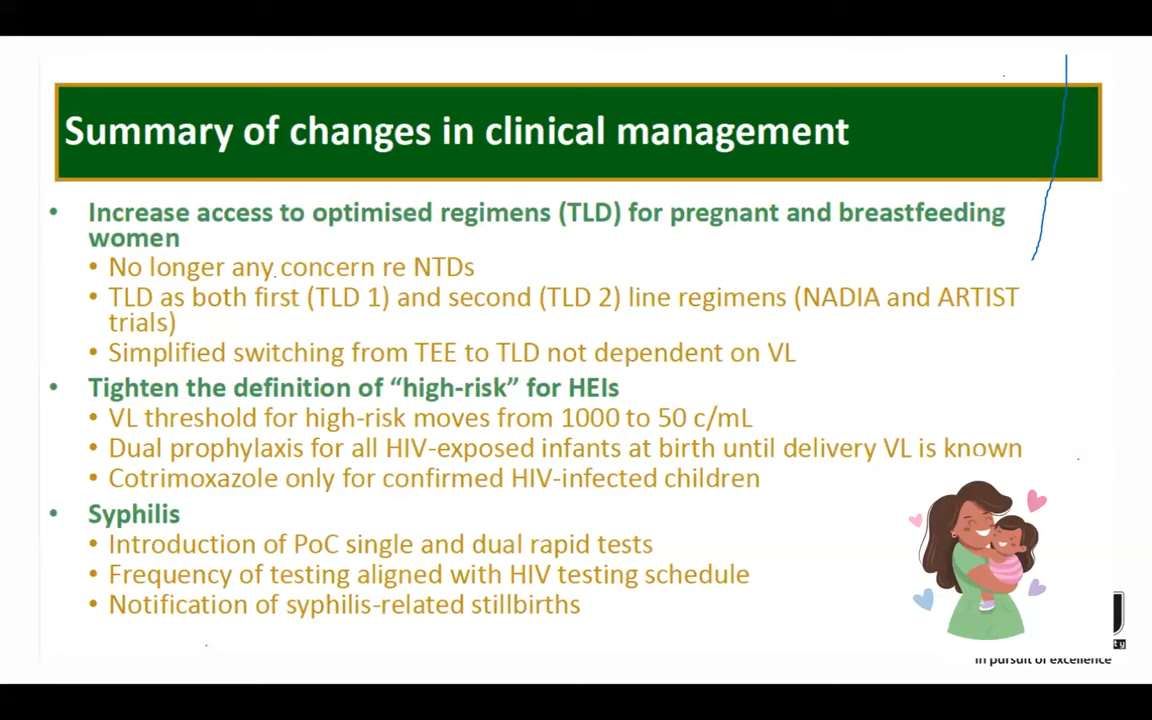 Summary of changes in clinical management
• Increase access to optimised regimens (TLD) for pregnant and breastfeeding
women
• No longer any concern re NTDs
• TLD as both first (TLD 1) and second (TLD 2) line regimens (NADIA and ARTIST
trials)
• Simplified switching from TEE to TLD not dependent on VL
• Tighten the definition of “high-risk” for HEIs
• VL threshold for high-risk moves from 1000 to 50 c/mL
• Dual prophylaxis for all HIV-exposed infants at birth until delivery VL is known
• Cotrimoxazole only for confirmed HIV-infected children
• Syphilis
• Introduction of PoC single and dual rapid tests
• Frequency of testing aligned with HIV testing schedule
• Notification of syphilis-related stillbirths
ty
in pursuit of excellence